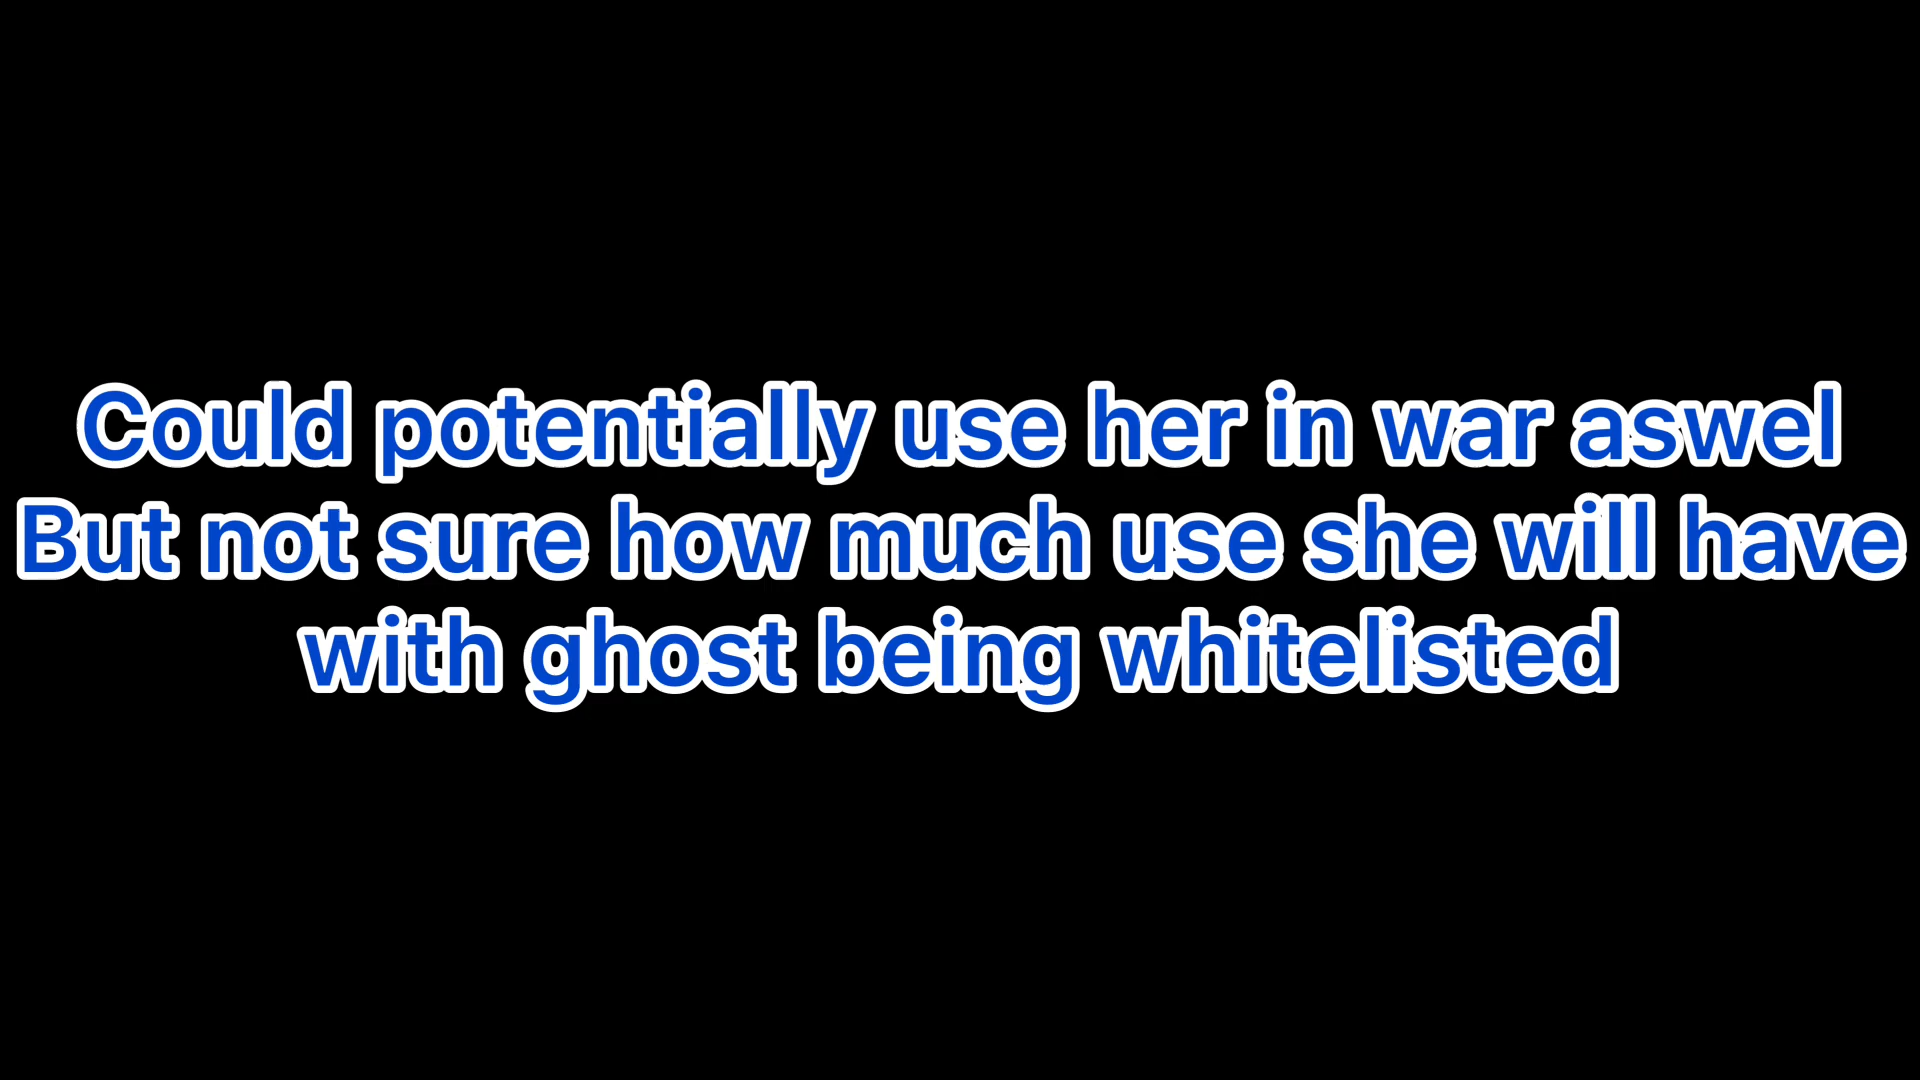 Could potentially use her in war aswel
But not sure how much use she will have
with ghost being whitelisted